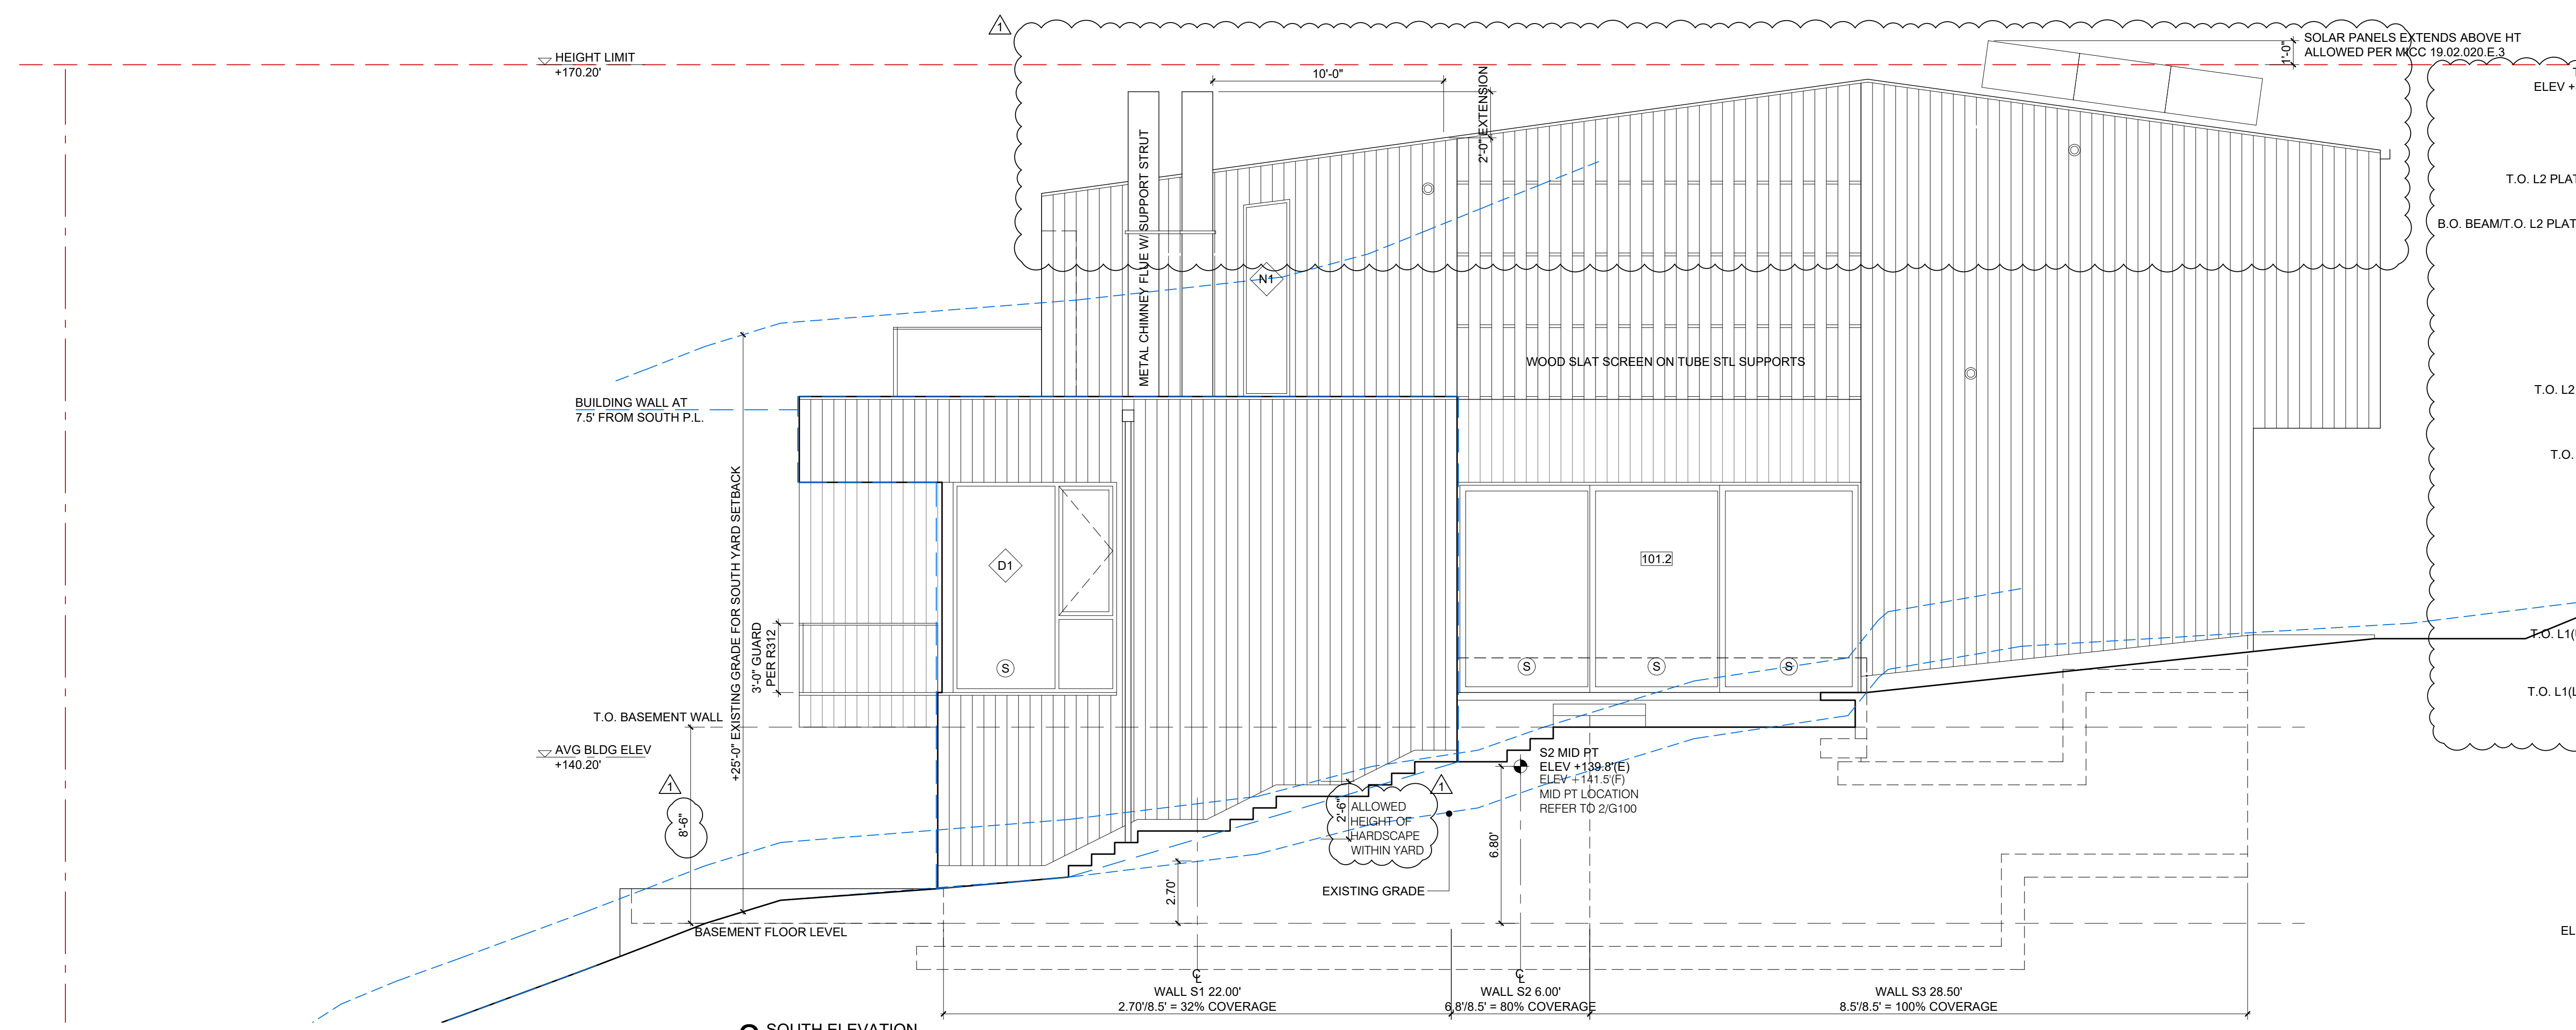 1
HEIGHT LIMIT
+170.20'
10'-0"
2'-0" EXTENSION
1'-0"
SOLAR PANELS EXTENDS ABOVE HT
ALLOWED PER MICC 19.02.020.E.3
ELEV +
T.O. L2 PLAT
B.O. BEAM/T.O. L2 PLAT
METAL CHIMNEY FLUE W/ SUPPORT STRUT
N1
WOOD SLAT SCREEN ON TUBE STL SUPPORTS
T.O. L2
BUILDING WALL AT
7.5' FROM SOUTH P.L.
T.O.
+25'-0" EXISTING GRADE FOR SOUTH YARD SETBACK
D1
101.2
3'-0" GUARD
PER R312
S
S
S
S
T.O. L1(
T.O. L1(L
T.O. BASEMENT WALL
AVG BLDG ELEV
+140.20'
S2 MID PT
ELEV +139.8'(E)
ELEV +141.5'(F)
MID PT LOCATION
REFER TO 2/G100
1
8'-6"
1
2'-6"
ALLOWED
HEIGHT OF
HARDSCAPE
WITHIN YARD
6.80'
2.70'
EXISTING GRADE
BASEMENT FLOOR LEVEL
EL
WALL S1 22.00'
2.70'/8.5' = 32% COVERAGE
WALL S2 6.00'
6.8'/8.5' = 80% COVERAGE
WALL S3 28.50'
8.5'/8.5' = 100% COVERAGE
SOUTH ELEVATION